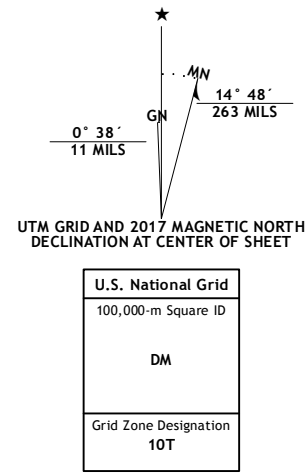 ★
MN
GN
14° 48´
263 MILS
0° 38´
11 MILS
UTM GRID AND 2017 MAGNETIC NORTH
DECLINATION AT CENTER OF SHEET
U.S. National Grid
100,000-m Square ID
DM
Grid Zone Designation
10T